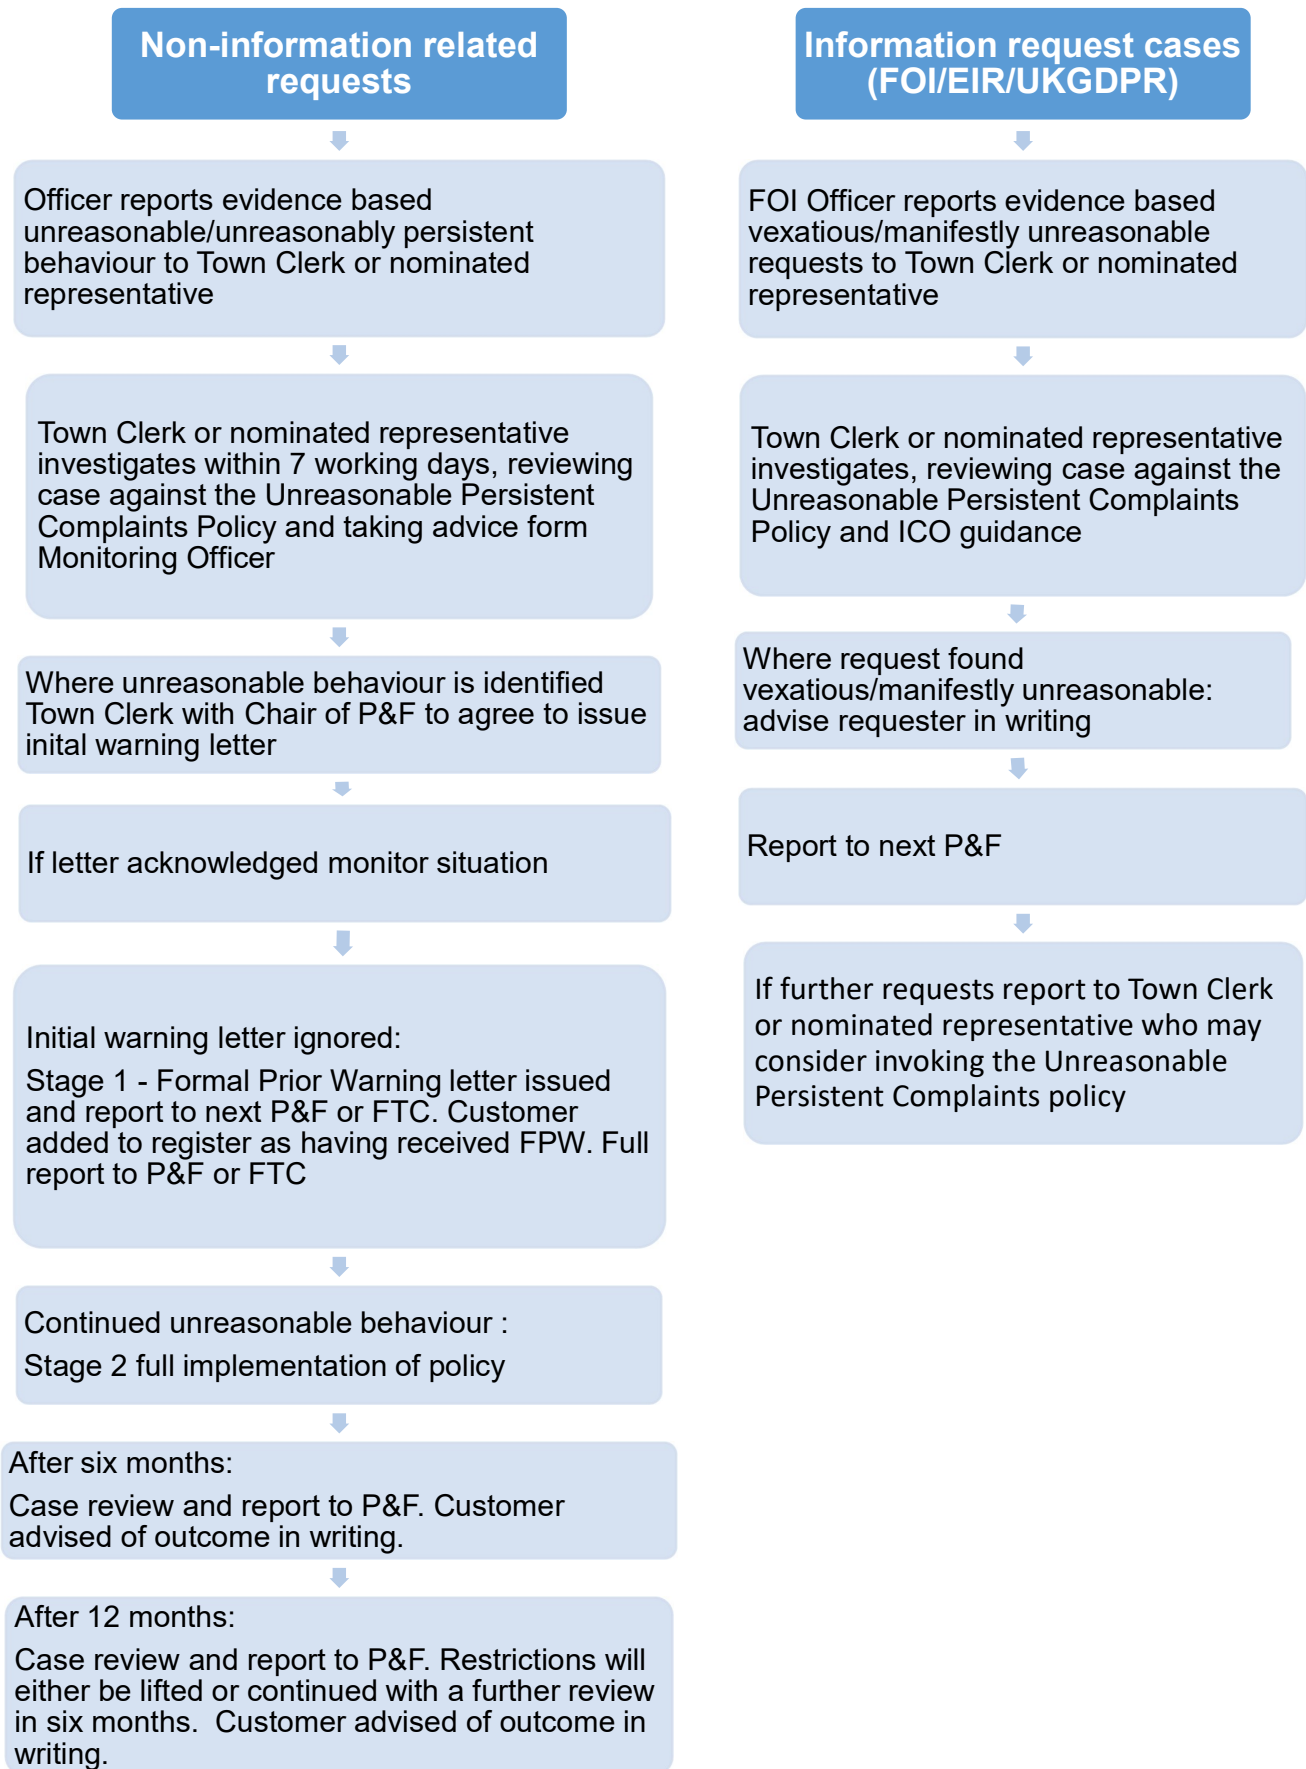 Non-information related
requests
Officer reports evidence based
unreasonable/unreasonably persistent
behaviour to Town Clerk or nominated
representative
Town Clerk or nominated representative
investigates within 7 working days, reviewing
case against the Unreasonable Persistent
Complaints Policy and taking advice form
Monitoring Officer
Where unreasonable behaviour is identified
Town Clerk with Chair of P&F to agree to issue
inital warning letter
If letter acknowledged monitor situation
Initial warning letter ignored:
Stage 1 - Formal Prior Warning letter issued
and report to next P&F or FTC. Customer
added to register as having received FPW. Full
report to P&F or FTC
Continued unreasonable behaviour :
Stage 2 full implementation of policy
After six months:
Case review and report to P&F. Customer
advised of outcome in writing.
After 12 months:
Case review and report to P&F. Restrictions will
either be lifted or continued with a further review
in six months.  Customer advised of outcome in
writing.
Information request cases
(FOI/EIR/UKGDPR)
FOI Officer reports evidence based
vexatious/manifestly unreasonable
requests to Town Clerk or nominated
representative
Town Clerk or nominated representative
investigates, reviewing case against the
Unreasonable Persistent Complaints
Policy and ICO guidance
Where request found
vexatious/manifestly unreasonable:
advise requester in writing
Report to next P&F
If further requests report to Town Clerk
or nominated representative who may
consider invoking the Unreasonable
Persistent Complaints policy